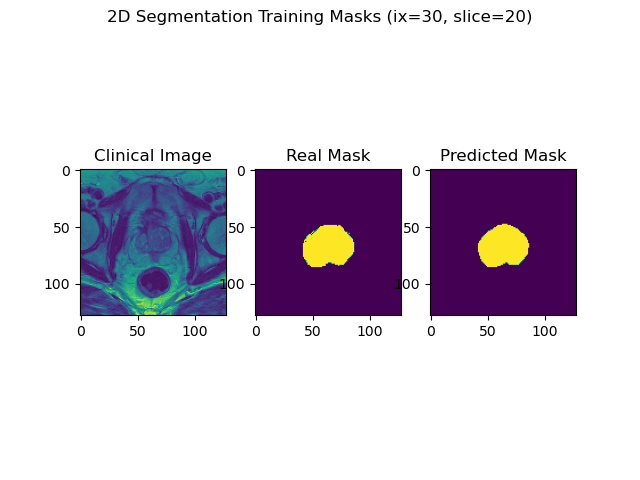 2D Segmentation Training Masks (ix=30, slice=20)
Clinical Image Real Mask Predicted Mask
0 0 0
50 50 50
100 100 100
0 50 100 0 50 100 0 50 100